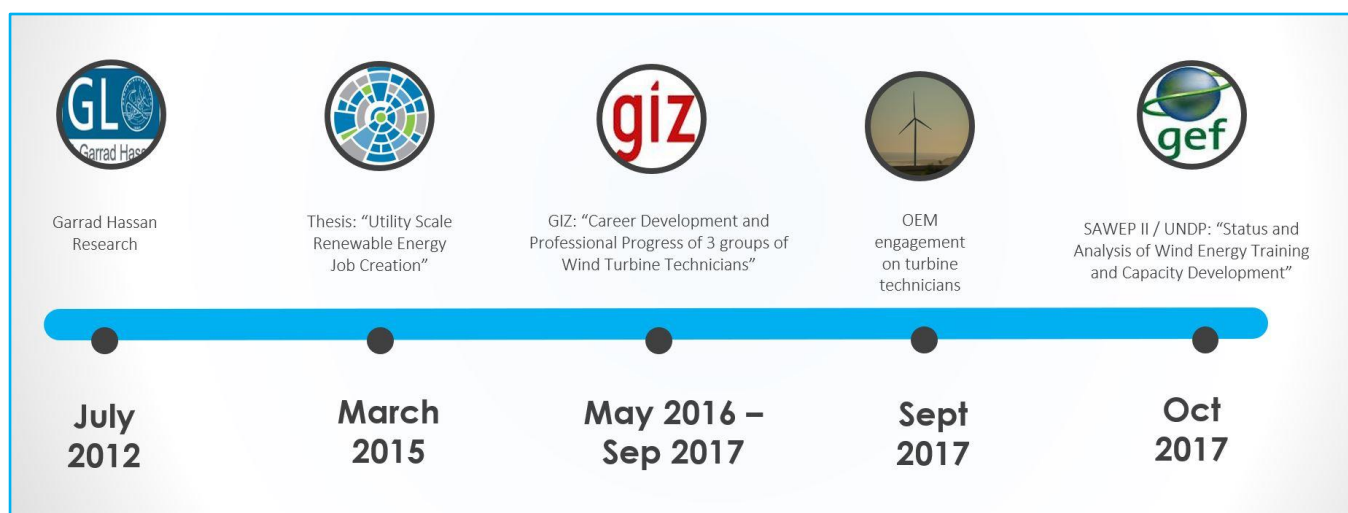 GL
Garrad Hass
giz
gef
Garrad Hassan
Research
Thesis: “Utility Scale
Renewable Energy
Job Creation”
GIZ: “Career Development and
Professional Progress of 3 groups of
Wind Turbine Technicians”
OEM
engagement
on turbine
technicians
SAWEP II / UNDP: “Status and
Analysis of Wind Energy Training
and Capacity Development”
July
2012
March
2015
May 2016 –
Sep 2017
Sept
2017
Oct
2017